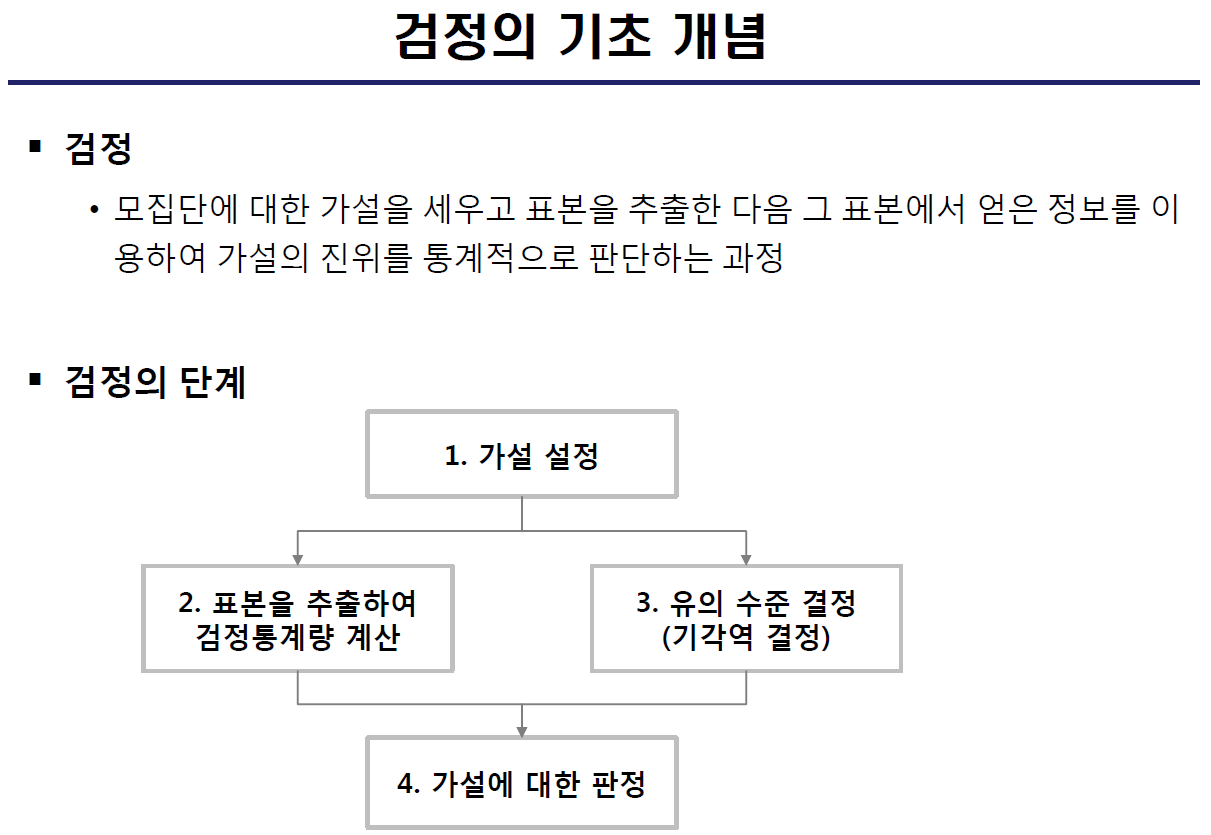 검정의 기초 개념
▪ 검정
• 모집단에 대한 가설을 세우고 표본을 추출한 다음 그 표본에서 얻은 정보를 이
용하여 가설의 진위를 통계적으로 판단하는 과정
▪ 검정의 단계
1. 가설 설정
2. 표본을 추출하여
검정통계량 계산
3. 유의 수준 결정
(기각역 결정)
4. 가설에 대한 판정